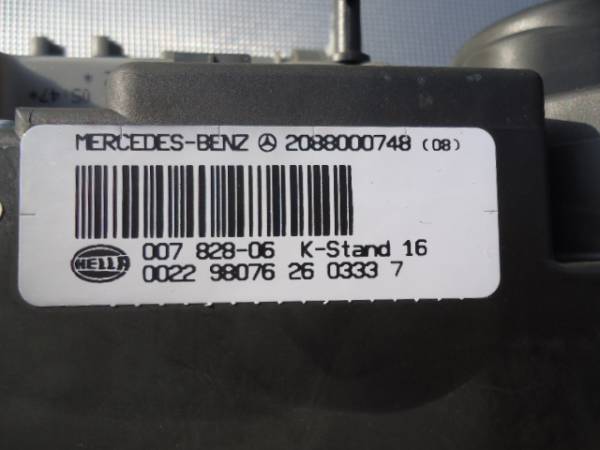 MERCEDES-BENZ 2088000748 (08)
HELLA 007 828-06 K-Stand 16
0022 98076 26 0333 7